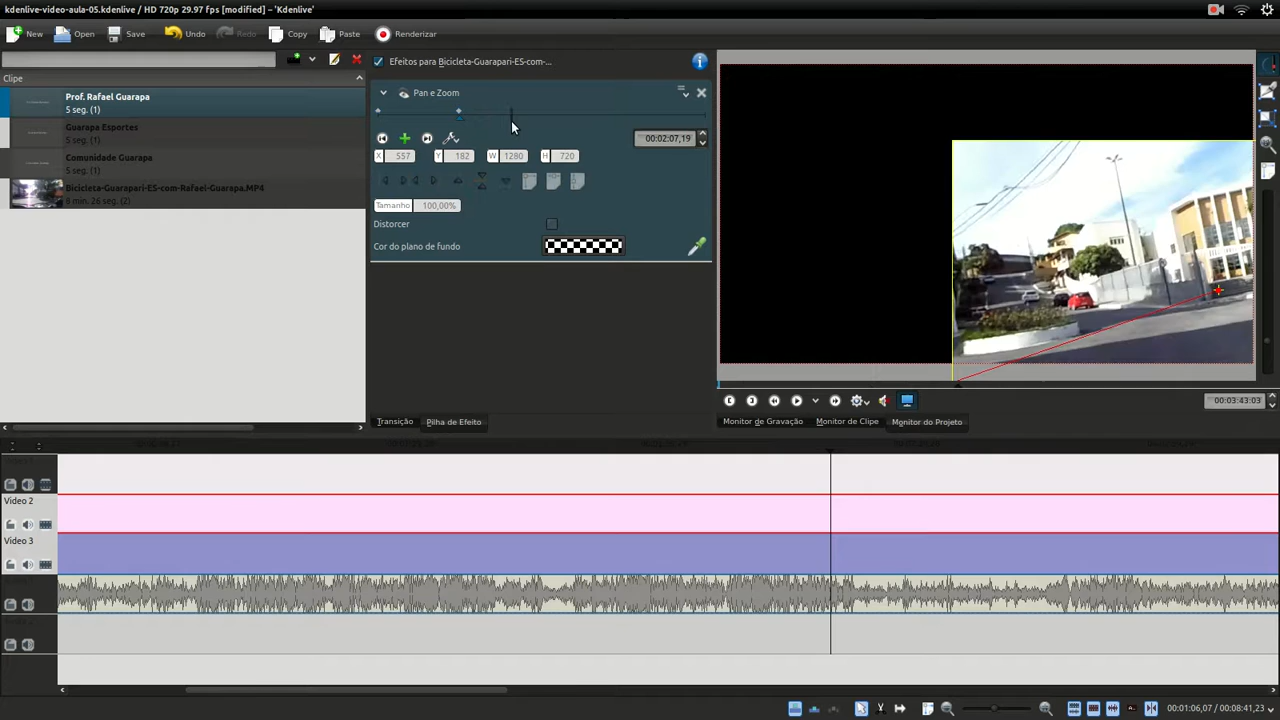 kdenlive-video-aula-05.kdenlive / HD 720p 29.97 fps [modified] – 'Kdenlive'
New Open Save Undo Redo Copy Paste Renderizar
Efeitos para Bicicleta-Guarapari-ES-com-...
Clipe
Pan e Zoom
Prof. Rafael Guarapa
5 seg. (1)
Guarapa Esportes
5 seg. (1)
00:02:07,19
Comunidade Guarapa
5 seg. (1)
X 557 Y 182 W 1280 H 720
Bicicleta-Guarapari-ES-com-Rafael-Guarapa.MP4
6 min. 26 seg. (2)
Tamanho 100,00%
Distorcer
Cor do plano de fundo
00:03:43:03
Transição Pilha de Efeito
Monitor de Gravação Monitor de Clipe Monitor do Projeto
Video 2
Video 3
00:01:06,07 / 00:08:41,23